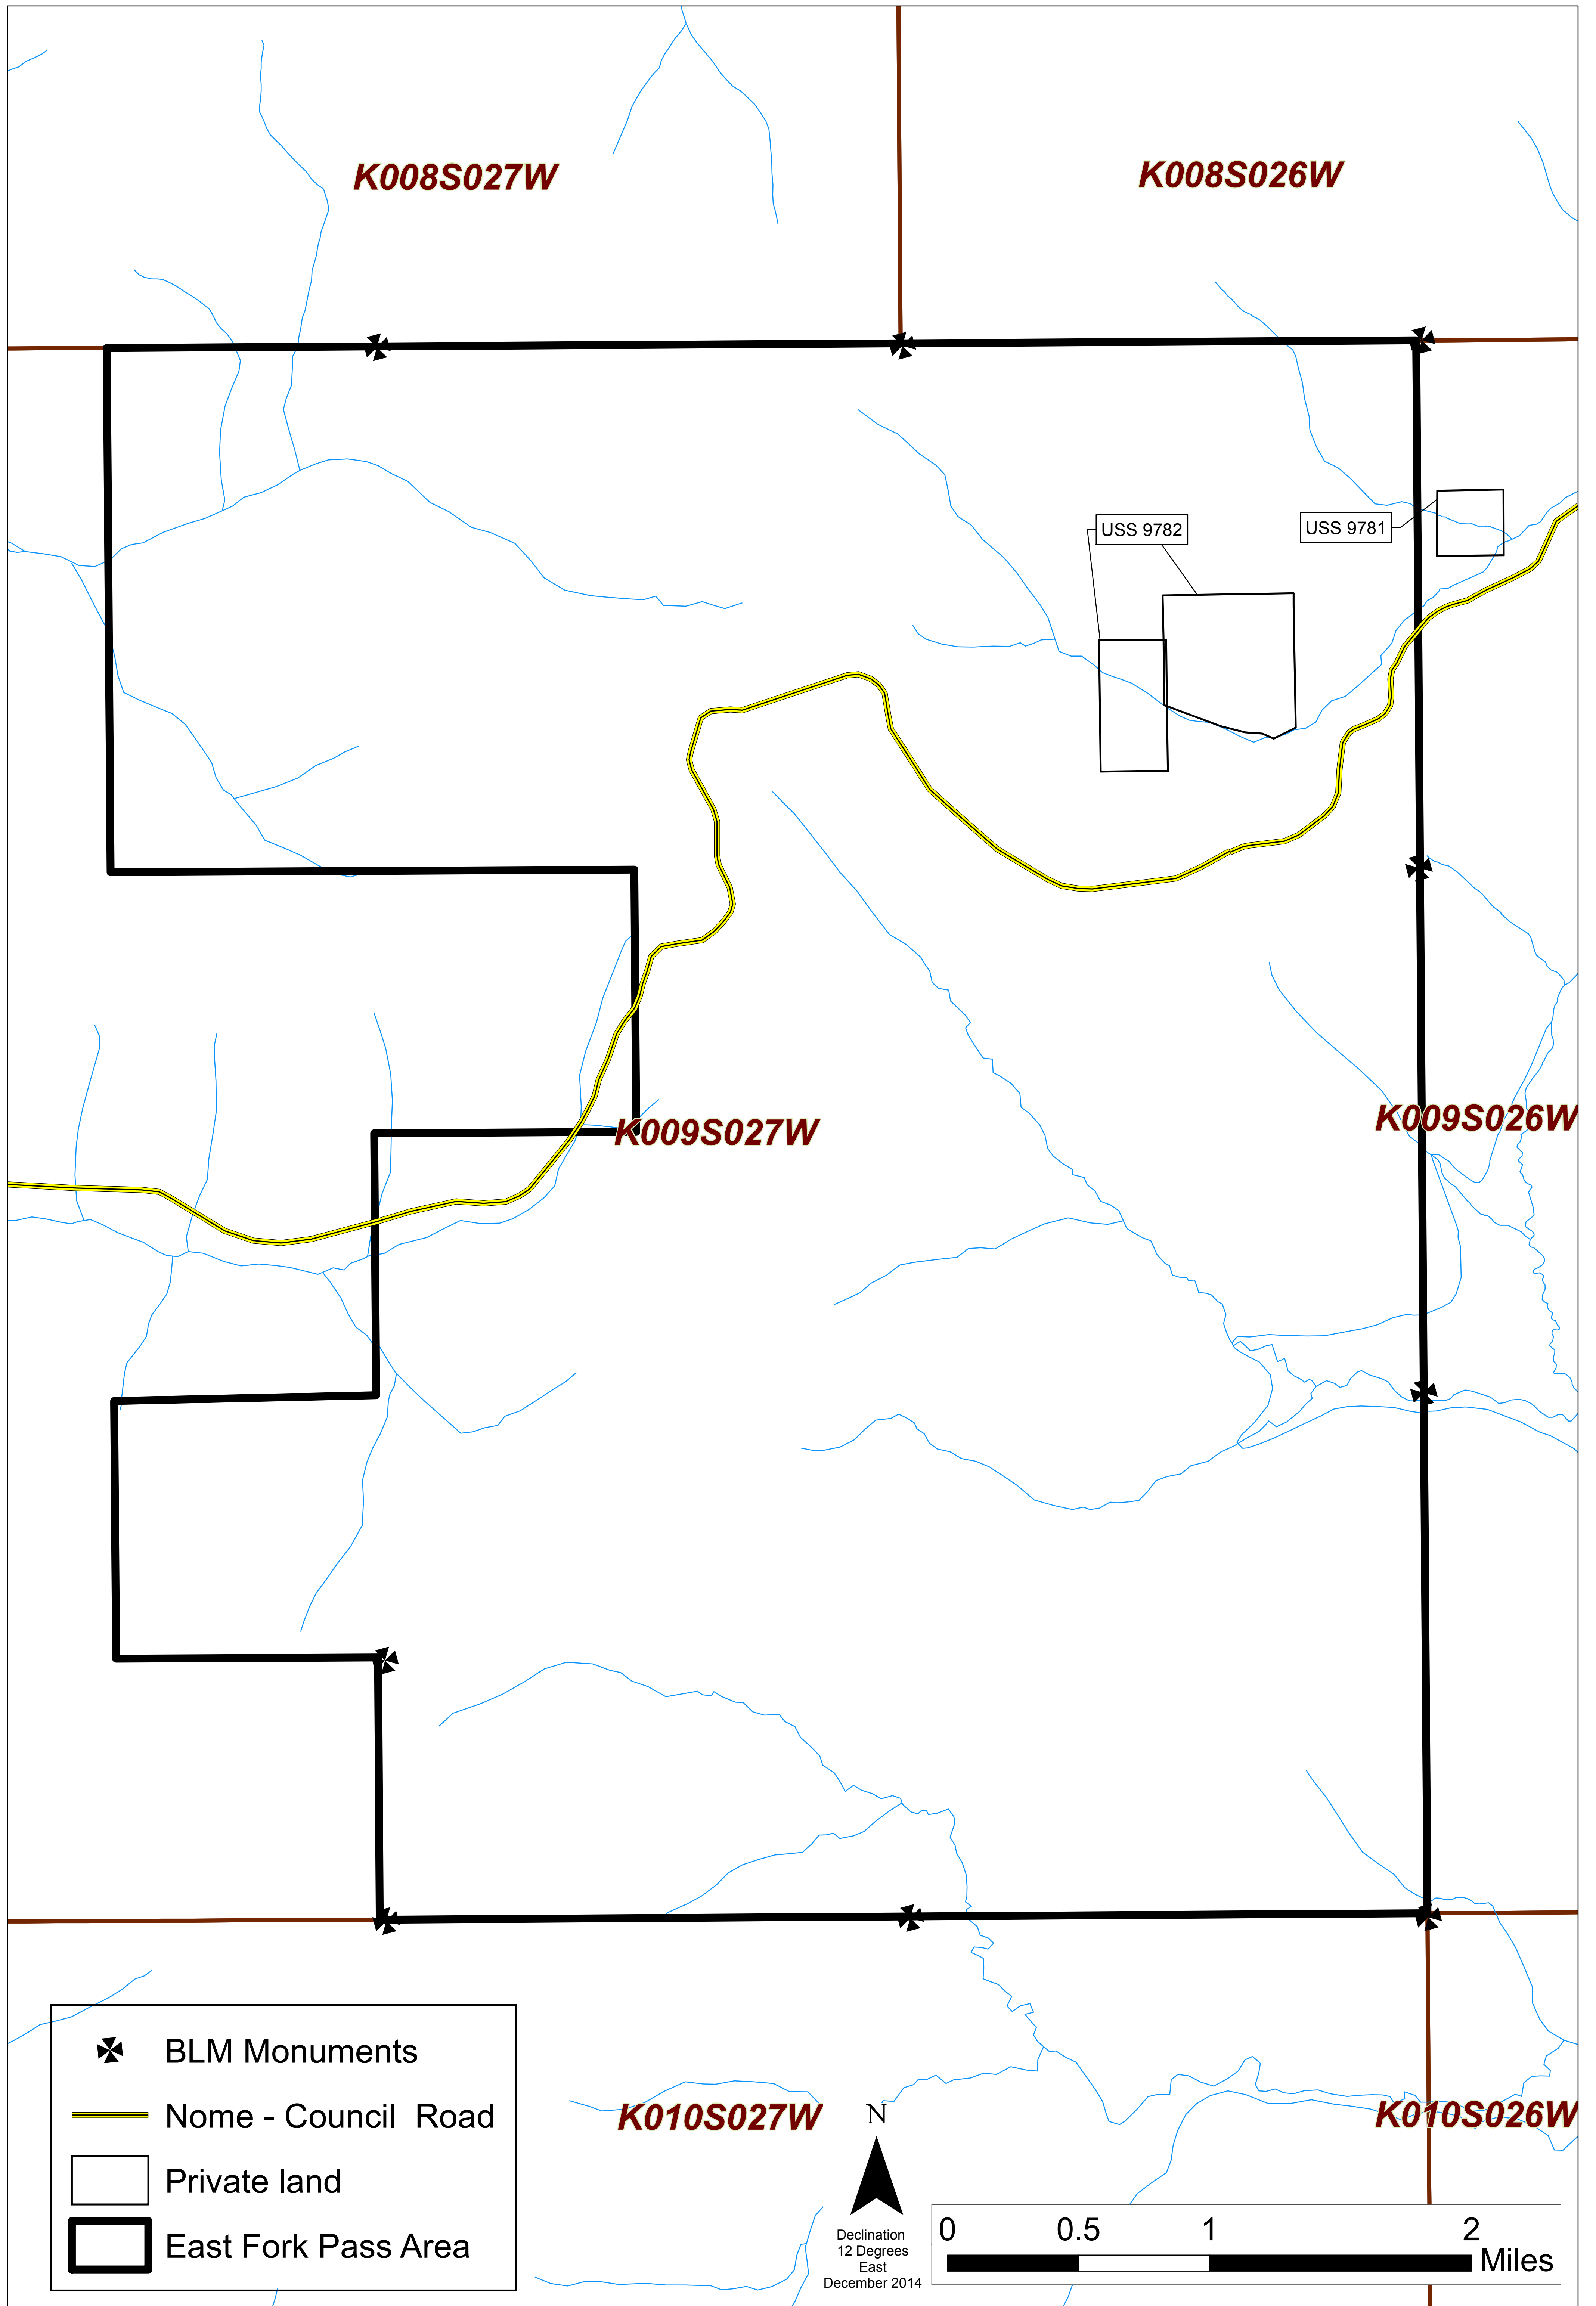 K008S027W
K008S026W
USS 9782
USS 9781
K009S027W
K009S026W
BLM Monuments
Nome - Council  Road
Private land
East Fork Pass Area
K010S027W
K010S026W
N
Declination
12 Degrees
East
December 2014
0 0.5 1 2
Miles